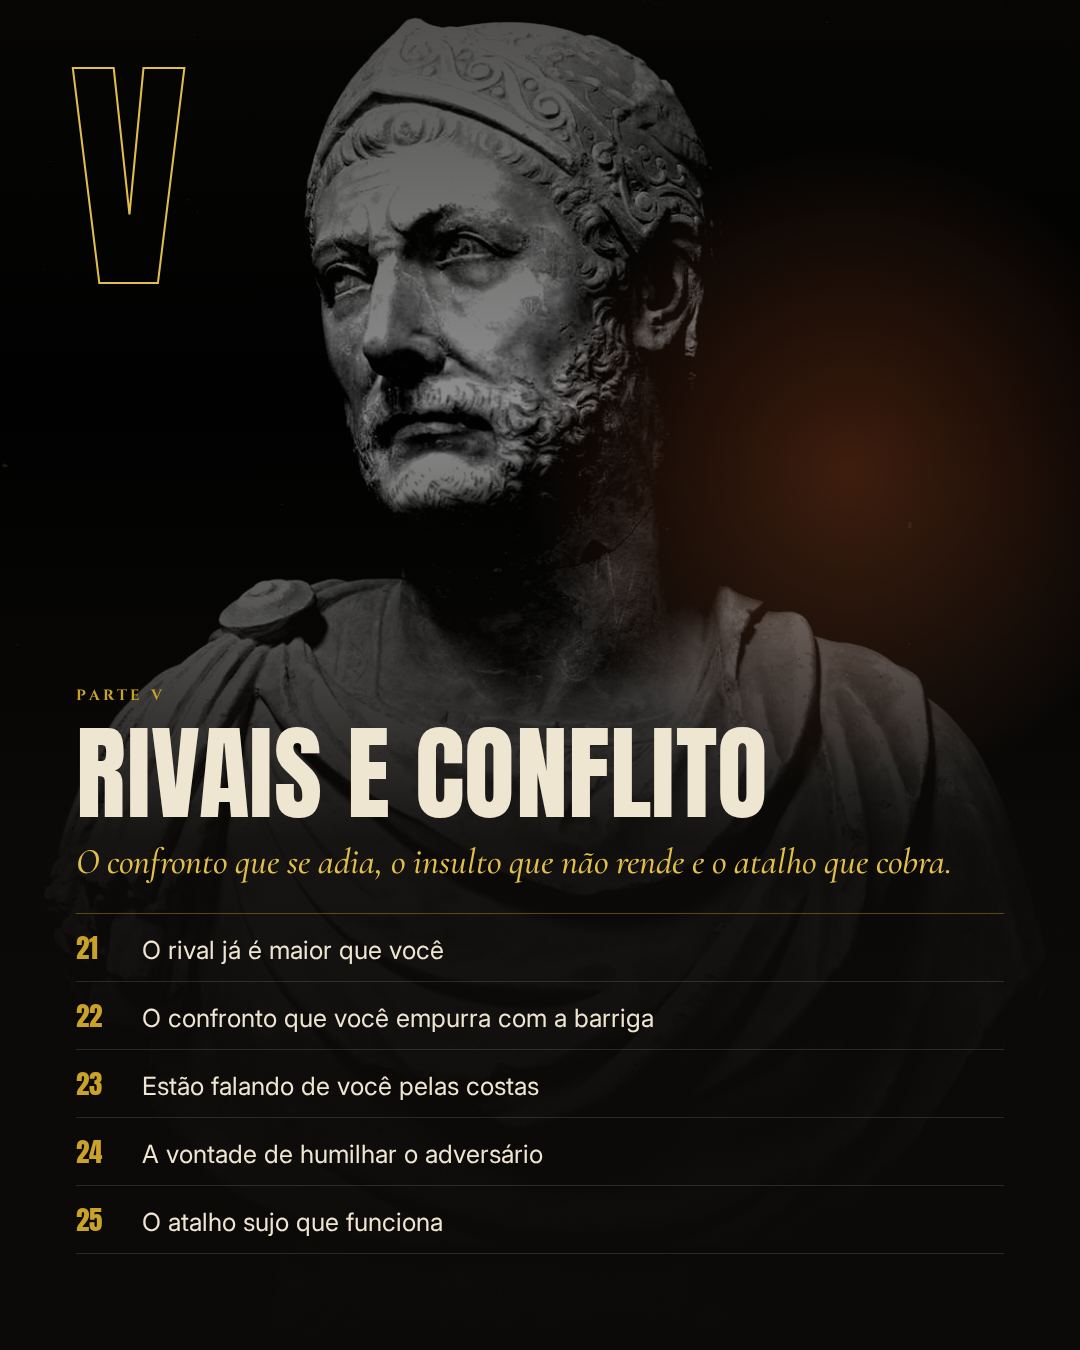 V
PARTE V
RIVAIS E CONFLITO
O confronto que se adia, o insulto que não rende e o atalho que cobra.
21 O rival já é maior que você
22 O confronto que você empurra com a barriga
23 Estão falando de você pelas costas
24 A vontade de humilhar o adversário
25 O atalho sujo que funciona